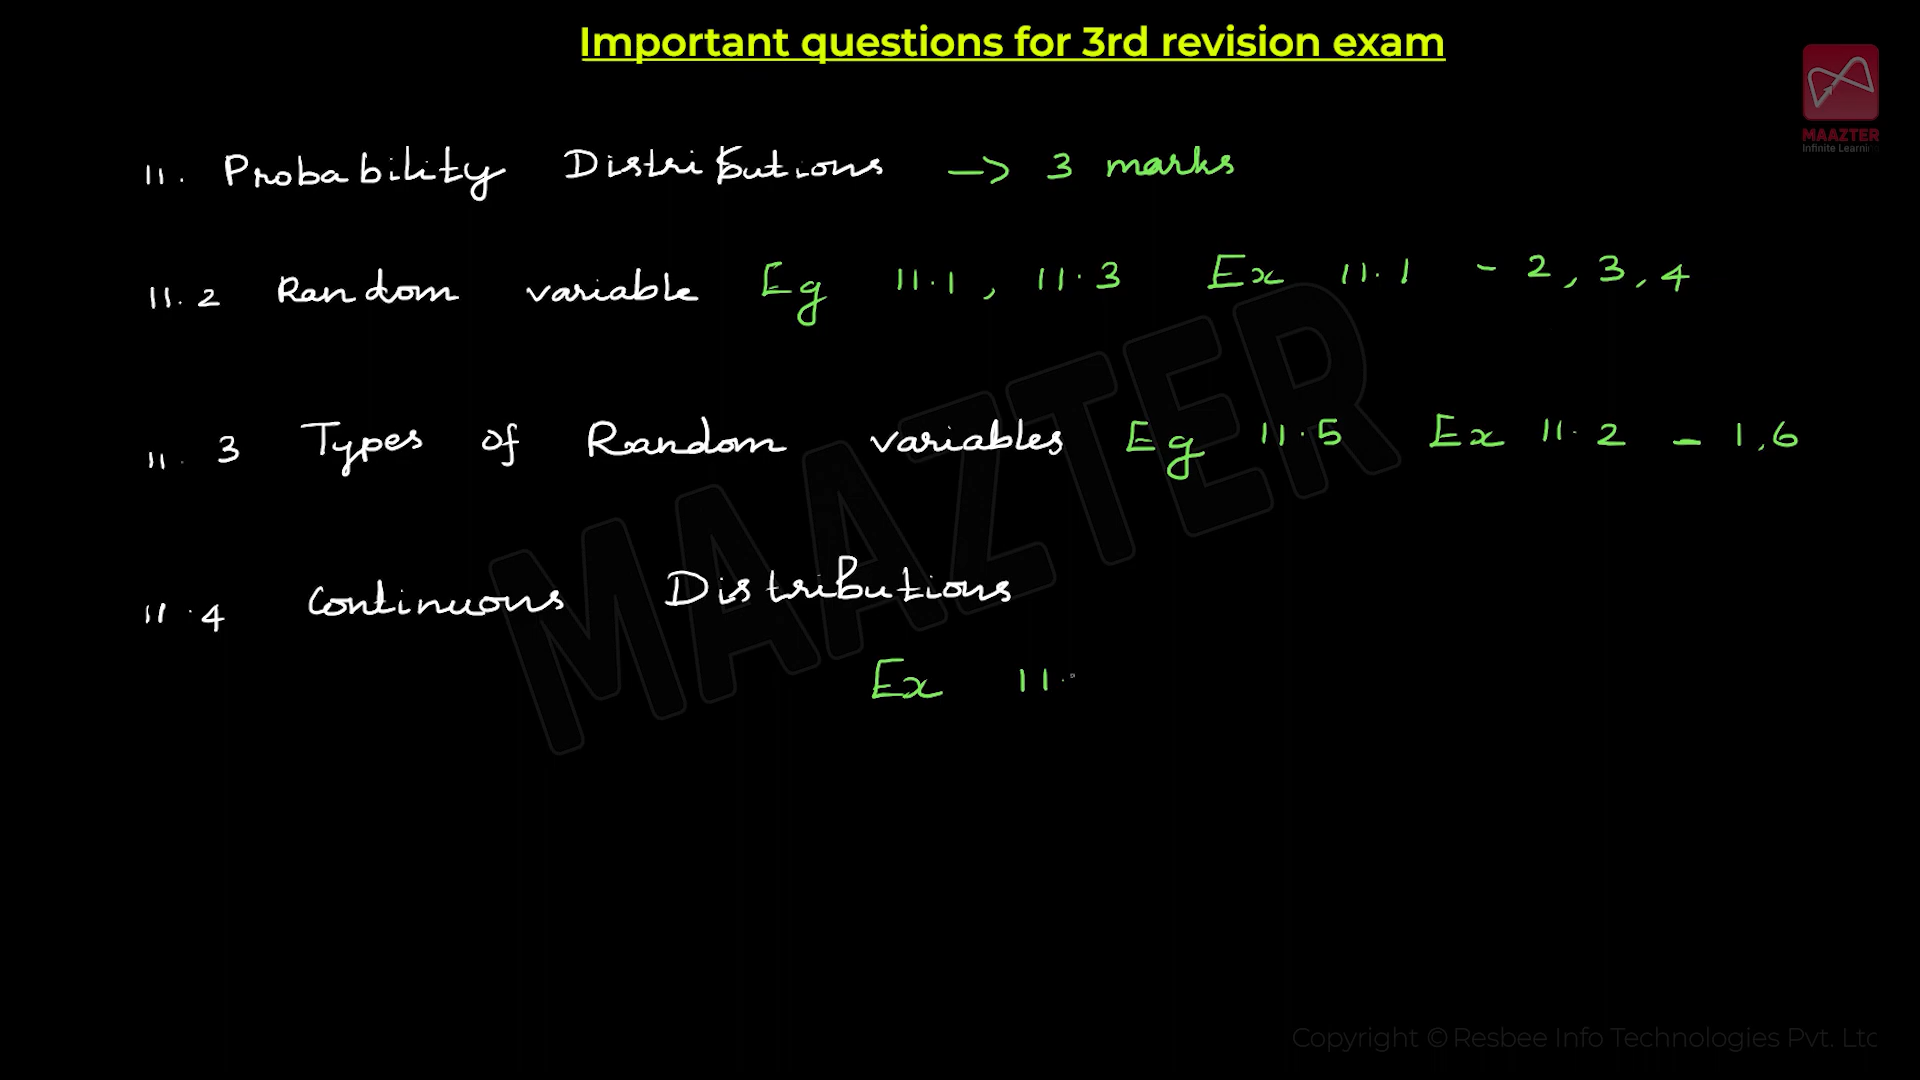 Important questions for 3rd revision exam
MAAZTER
Infinite Learnin
11. Probability Distributions -> 3 marks
11.2 Random variable Eg 11.1, 11.3 Ex 11.1 - 2, 3, 4
11.3 Types of Random variables Eg 11.5 Ex 11.2 - 1,6
11.4 Continuous Distributions
Ex 11.
MAAZTER
Copyright © Resbee Info Technologies Pvt. Ltc